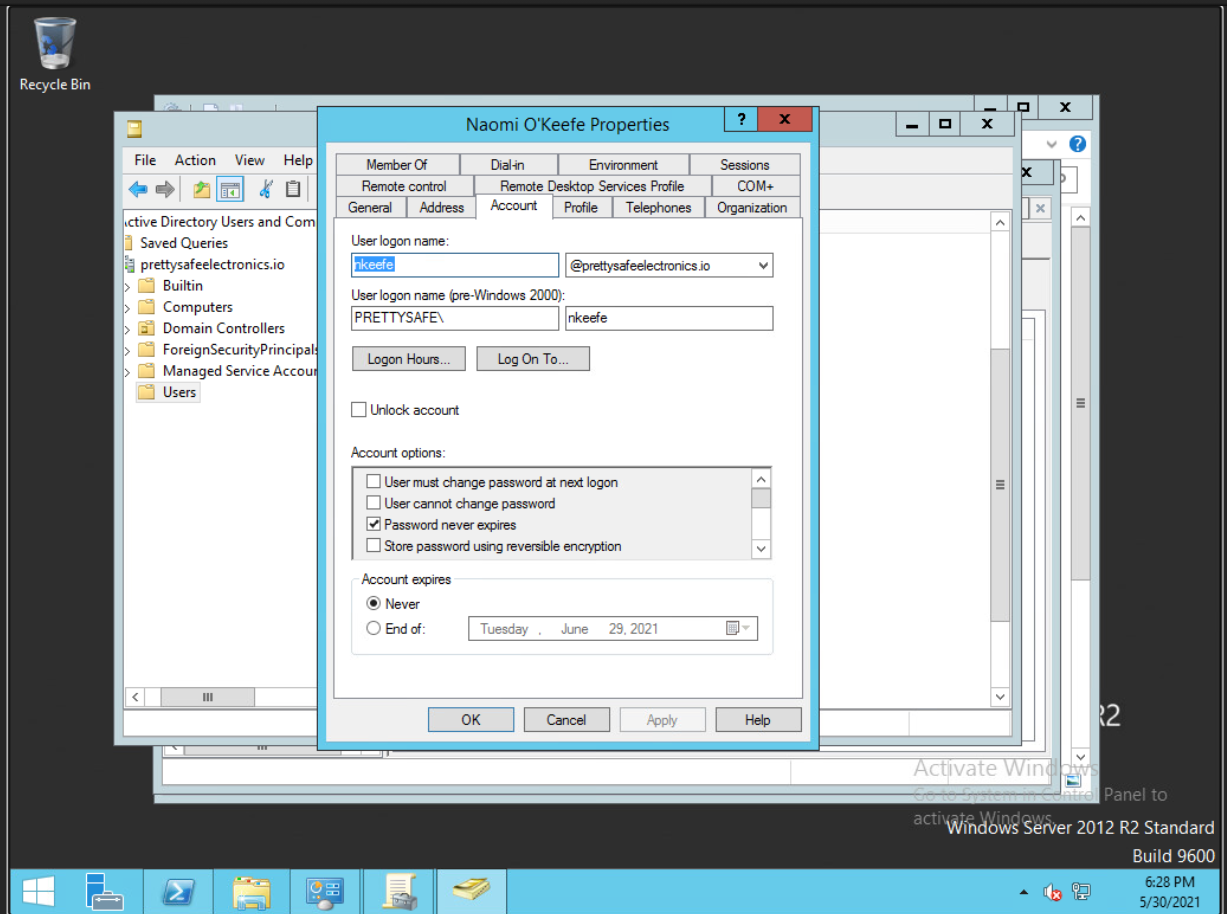 Recycle Bin
Naomi O'Keefe Properties
?
x
File Action View Help
Member Of Dial-in Environment Sessions
Remote control Remote Desktop Services Profile COM+
General Address Account Profile Telephones Organization
Active Directory Users and Com
Saved Queries
prettysafeelectronics.io
Builtin
Computers
Domain Controllers
ForeignSecurityPrincipals
Managed Service Accour
Users
User logon name:
nkeefe
@prettysafeelectronics.io
User logon name (pre-Windows 2000):
PRETTYSAFE\
nkeefe
Logon Hours...
Log On To...
Unlock account
Account options:
User must change password at next logon
User cannot change password
Password never expires
Store password using reversible encryption
Account expires
Never
End of:
Tuesday , June 29, 2021
OK Cancel Apply Help
R2
Activate Windows
Go to System in Control Panel to
activate Windows.
Windows Server 2012 R2 Standard
Build 9600
6:28 PM
5/30/2021